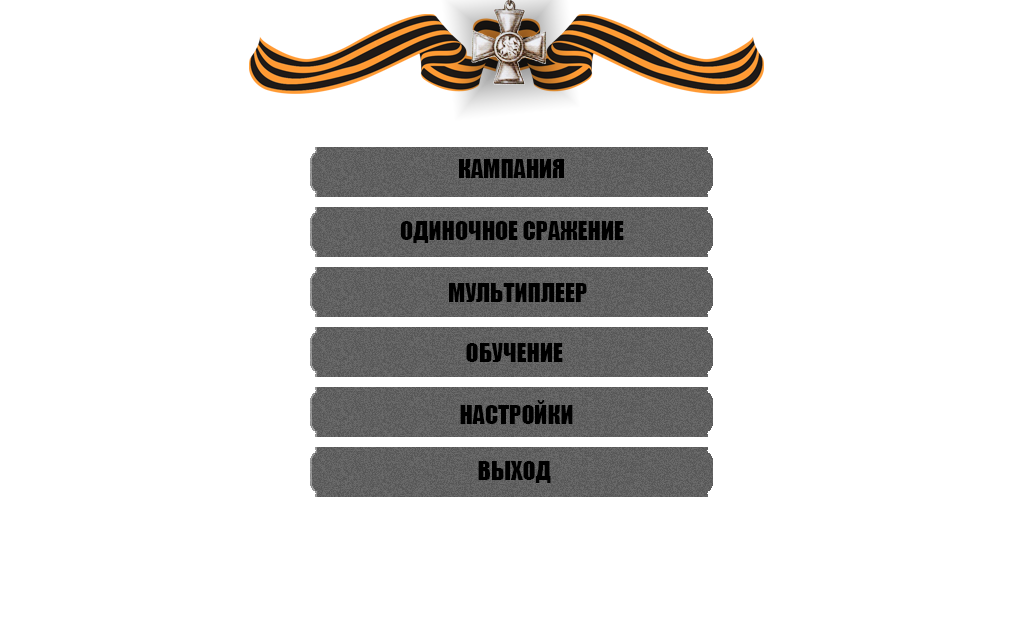 КАМПАНИЯ
ОДИНОЧНОЕ СРАЖЕНИЕ
МУЛЬТИПЛЕЕР
ОБУЧЕНИЕ
НАСТРОЙКИ
ВЫХОД